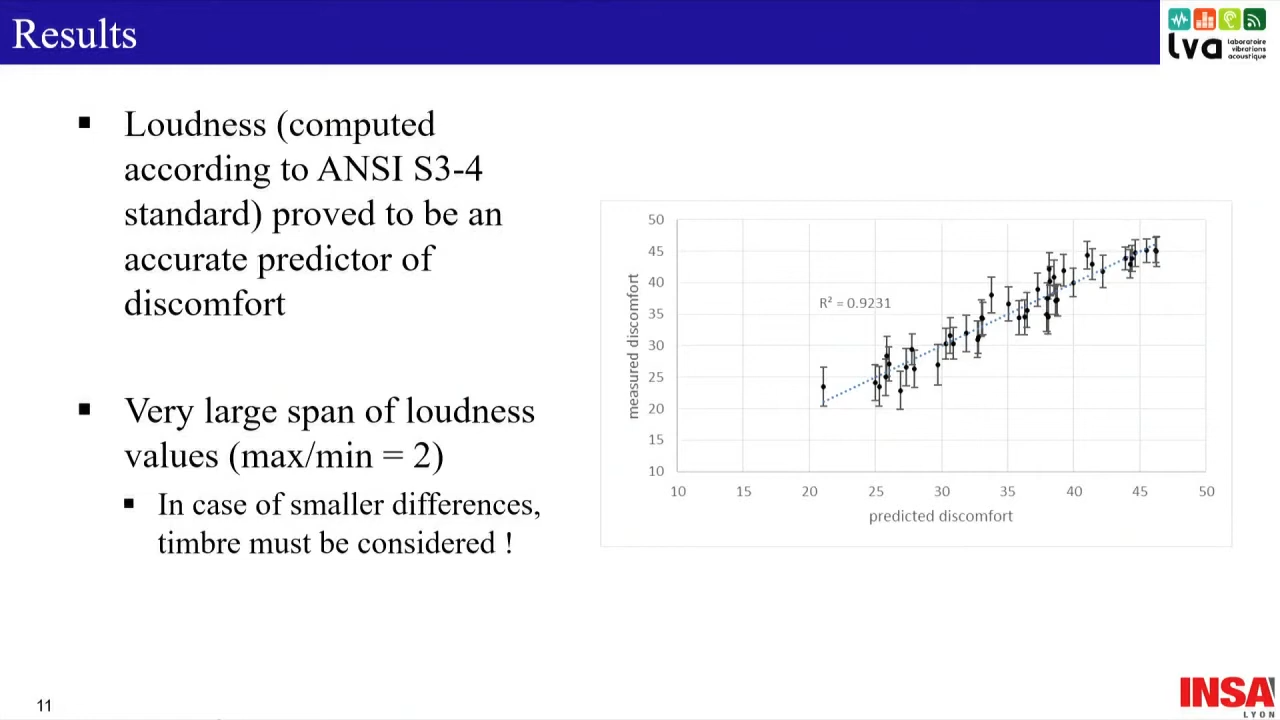 Results
lva
laboratoire
vibrations
acoustique
▪ Loudness (computed
according to ANSI S3-4
standard) proved to be an
accurate predictor of
discomfort
▪ Very large span of loudness
values (max/min = 2)
▪ In case of smaller differences,
timbre must be considered !
measured discomfort
50
45
40
35
30
25
20
15
10
R² = 0.9231
10 15 20 25 30 35 40 45 50
predicted discomfort
11
INSA
LYON